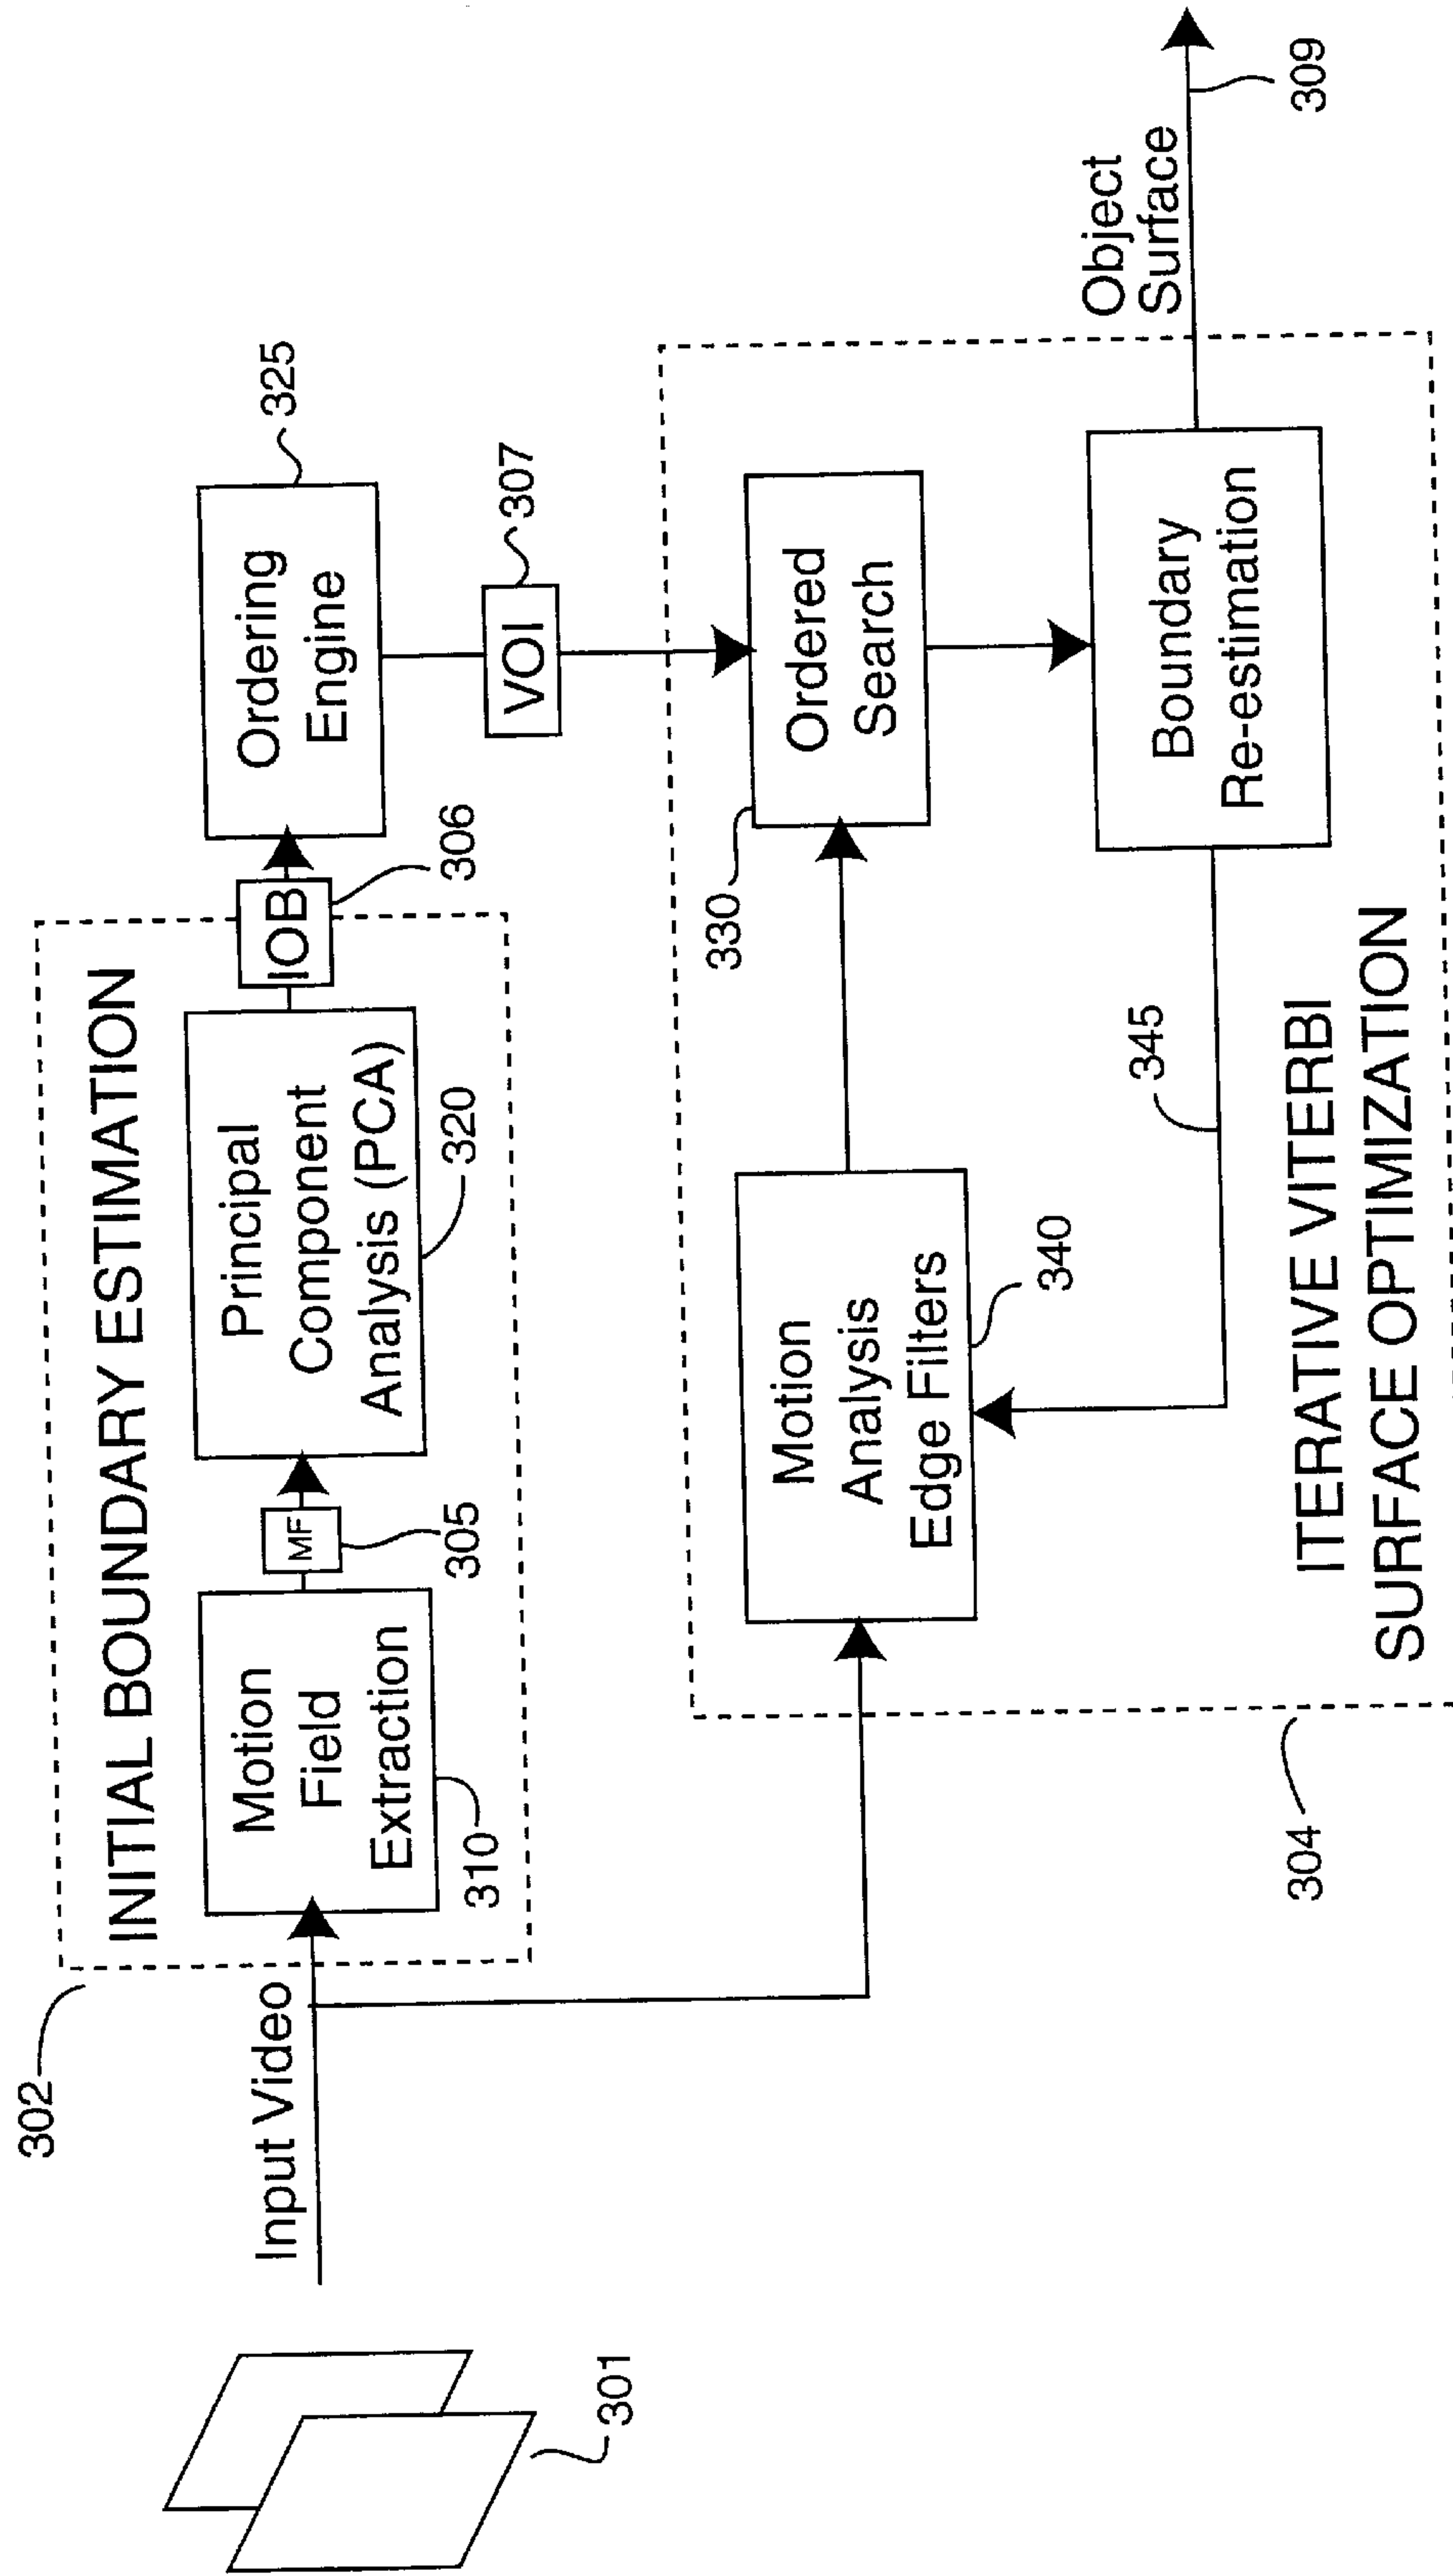 302
INITIAL BOUNDARY ESTIMATION
Input Video
Motion
Field
Extraction
310
MF
305
Principal
Component
Analysis (PCA)
320
IOB
306
Ordering
Engine
325
VOI
307
301
Motion
Analysis
Edge Filters
340
330
Ordered
Search
345
Boundary
Re-estimation
Object
Surface
309
ITERATIVE VITERBI
SURFACE OPTIMIZATION
304